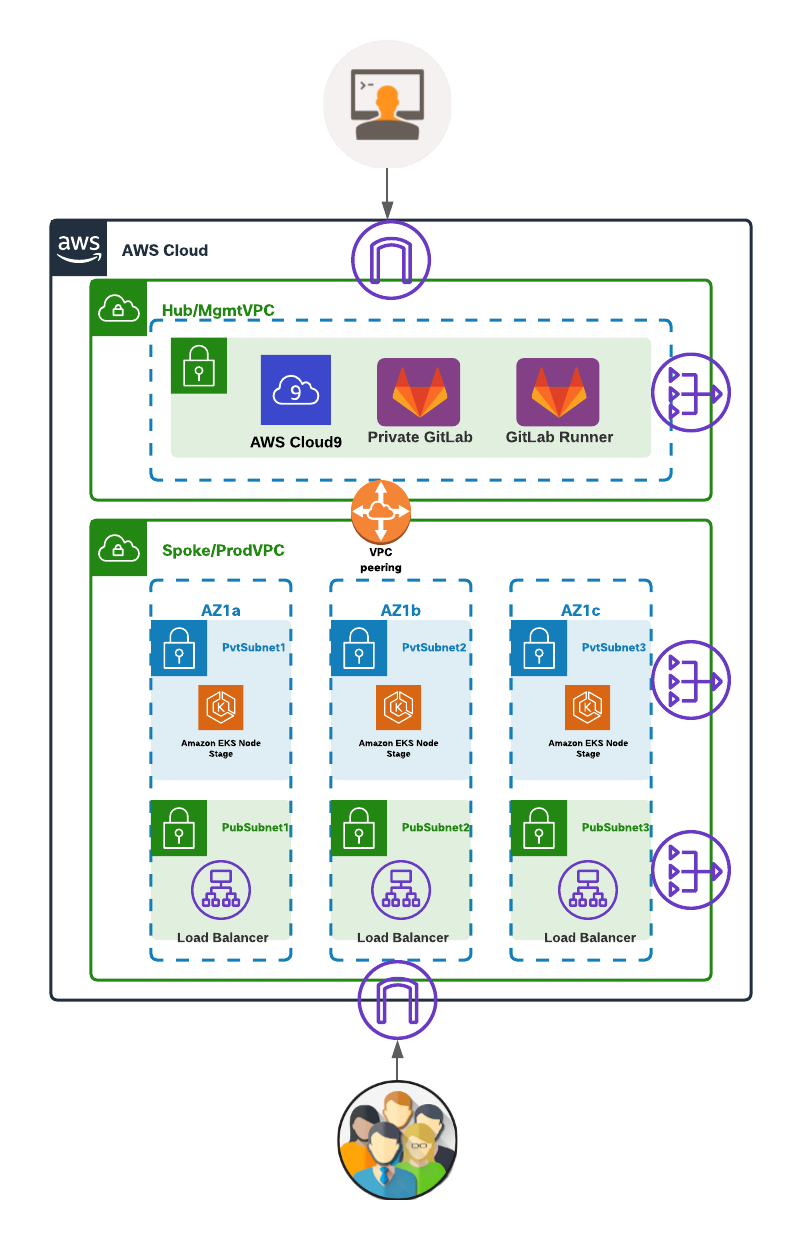 >-
aws
AWS Cloud
Hub/MgmtVPC
9
AWS Cloud9
Private GitLab
GitLab Runner
VPC
peering
Spoke/ProdVPC
AZ1a
AZ1b
AZ1c
PvtSubnet1
PvtSubnet2
PvtSubnet3
K
K
K
Amazon EKS Node
Stage
Amazon EKS Node
Stage
Amazon EKS Node
Stage
PubSubnet1
PubSubnet2
PubSubnet3
Load Balancer
Load Balancer
Load Balancer